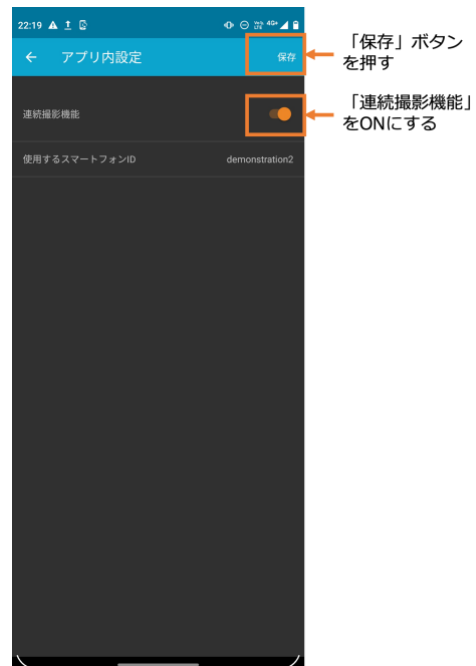 22:19
4G+
アプリ内設定
保存
「保存」ボタン
を押す
連続撮影機能
「連続撮影機能」
をONにする
使用するスマートフォンID
demonstration2